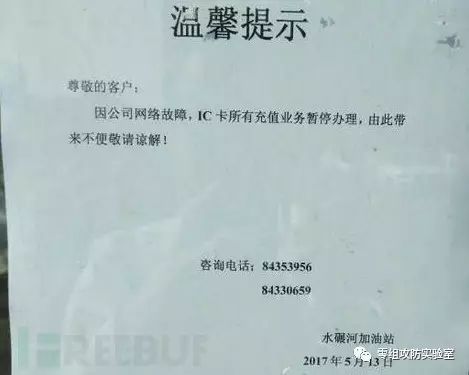 温馨提示
尊敬的客户：
因公司网络故障，IC 卡所有充值业务暂停办理，由此带
来不便敬请谅解！
咨询电话：84353956
84330659
水碾河加油站
2017 年 5 月 13 日
REEBUF
零组攻防实验室